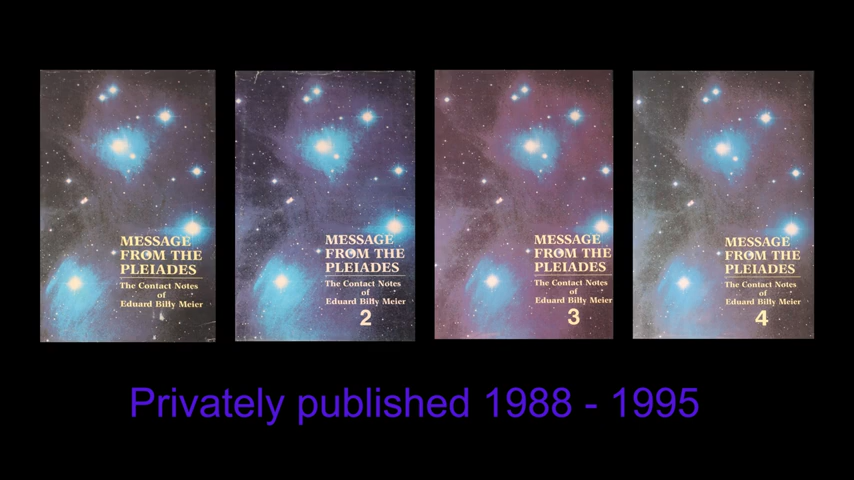 MESSAGE
FROM THE
PLEIADES
The Contact Notes
of
Eduard Billy Meier
MESSAGE
FROM THE
PLEIADES
The Contact Notes
of
Eduard Billy Meier
2
MESSAGE
FROM THE
PLEIADES
The Contact Notes
of
Eduard Billy Meier
3
MESSAGE
FROM THE
PLEIADES
The Contact Notes
of
Eduard Billy Meier
4
Privately published 1988 - 1995